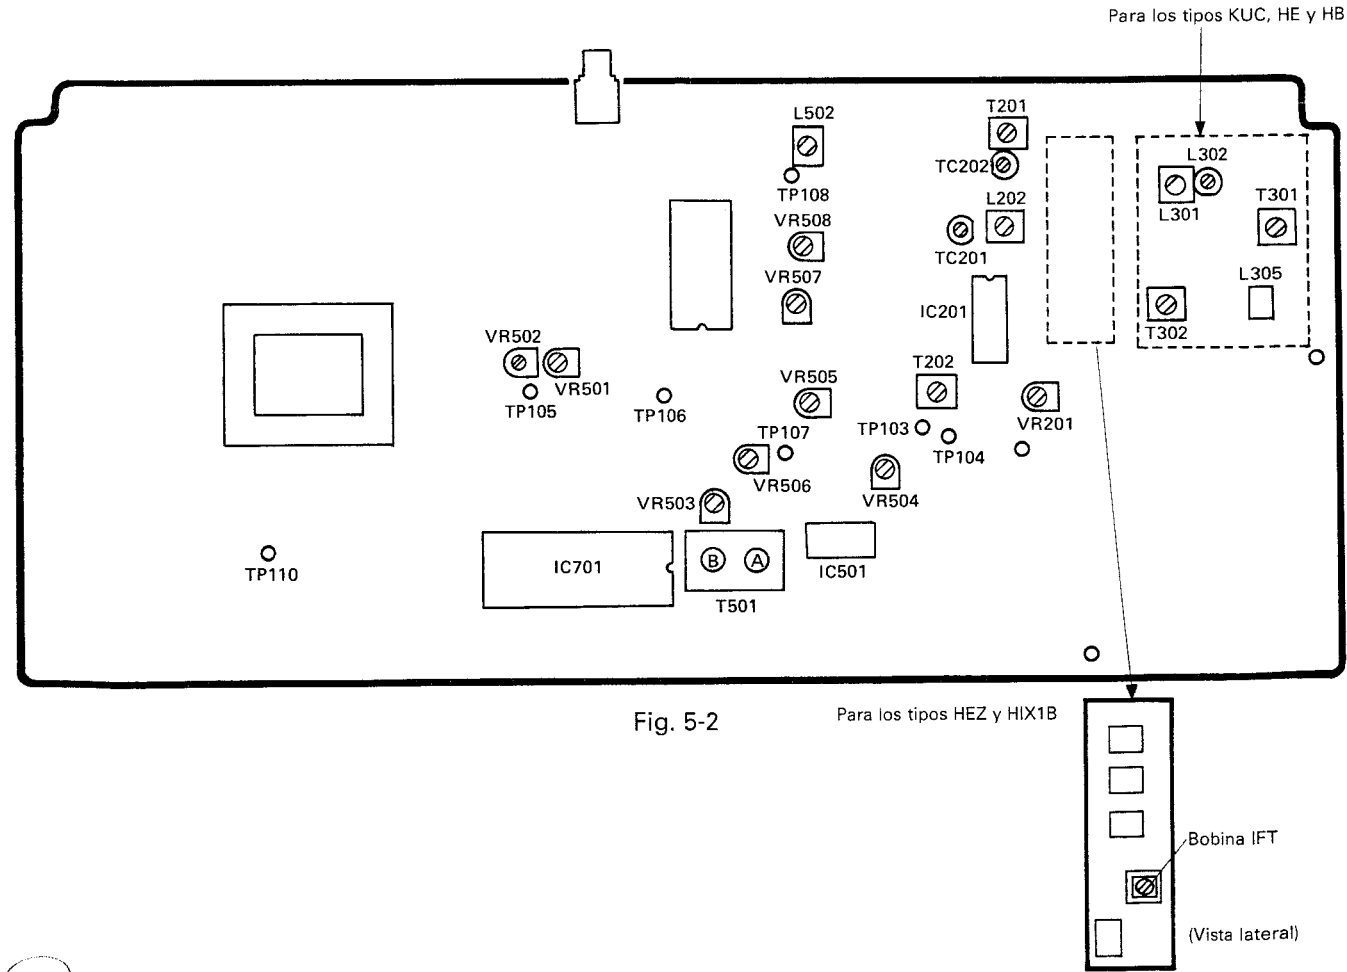 Para los tipos KUC, HE y HB
L502
T201
TC202
L302
TP108
L301
T301
VR508
L202
TC201
VR507
L305
IC201
T302
VR502
VR501
TP105
TP106
VR505
T202
VR201
TP107
TP103
TP104
VR506
VR503
VR504
TP110
IC701
B
A
IC501
T501
Fig. 5-2
Para los tipos HEZ y HIX1B
Bobina IFT
(Vista lateral)